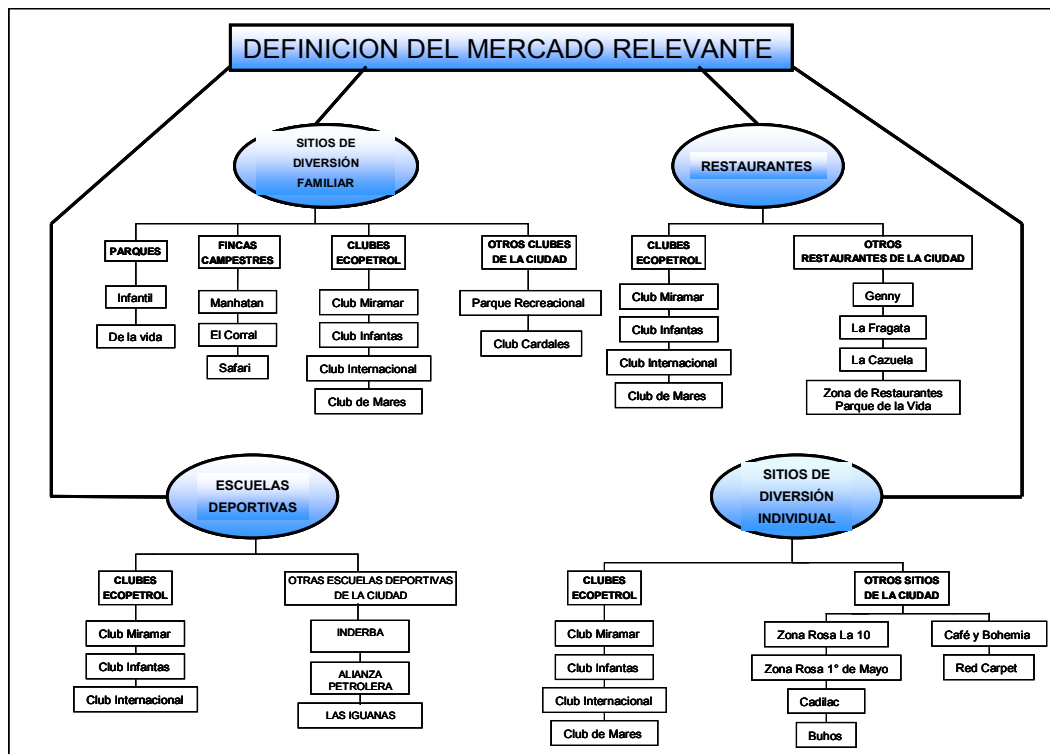 DEFINICION DEL MERCADO RELEVANTE
SITIOS DE
DIVERSIÓN
FAMILIAR
PARQUES
Infantil
De la vida
FINCAS
CAMPESTRES
Manhatan
El Corral
Safari
CLUBES
ECOPETROL
Club Miramar
Club Infantas
Club Internacional
Club de Mares
OTROS CLUBES
DE LA CIUDAD
Parque Recreacional
Club Cardales
RESTAURANTES
CLUBES
ECOPETROL
Club Miramar
Club Infantas
Club Internacional
Club de Mares
OTROS
RESTAURANTES DE LA CIUDAD
Genny
La Fragata
La Cazuela
Zona de Restaurantes
Parque de la Vida
ESCUELAS
DEPORTIVAS
CLUBES
ECOPETROL
Club Miramar
Club Infantas
Club Internacional
OTRAS ESCUELAS DEPORTIVAS
DE LA CIUDAD
INDERBA
ALIANZA
PETROLERA
LAS IGUANAS
SITIOS DE
DIVERSIÓN
INDIVIDUAL
CLUBES
ECOPETROL
Club Miramar
Club Infantas
Club Internacional
Club de Mares
OTROS SITIOS
DE LA CIUDAD
Zona Rosa La 10
Zona Rosa 1° de Mayo
Cadilac
Buhos
Café y Bohemia
Red Carpet